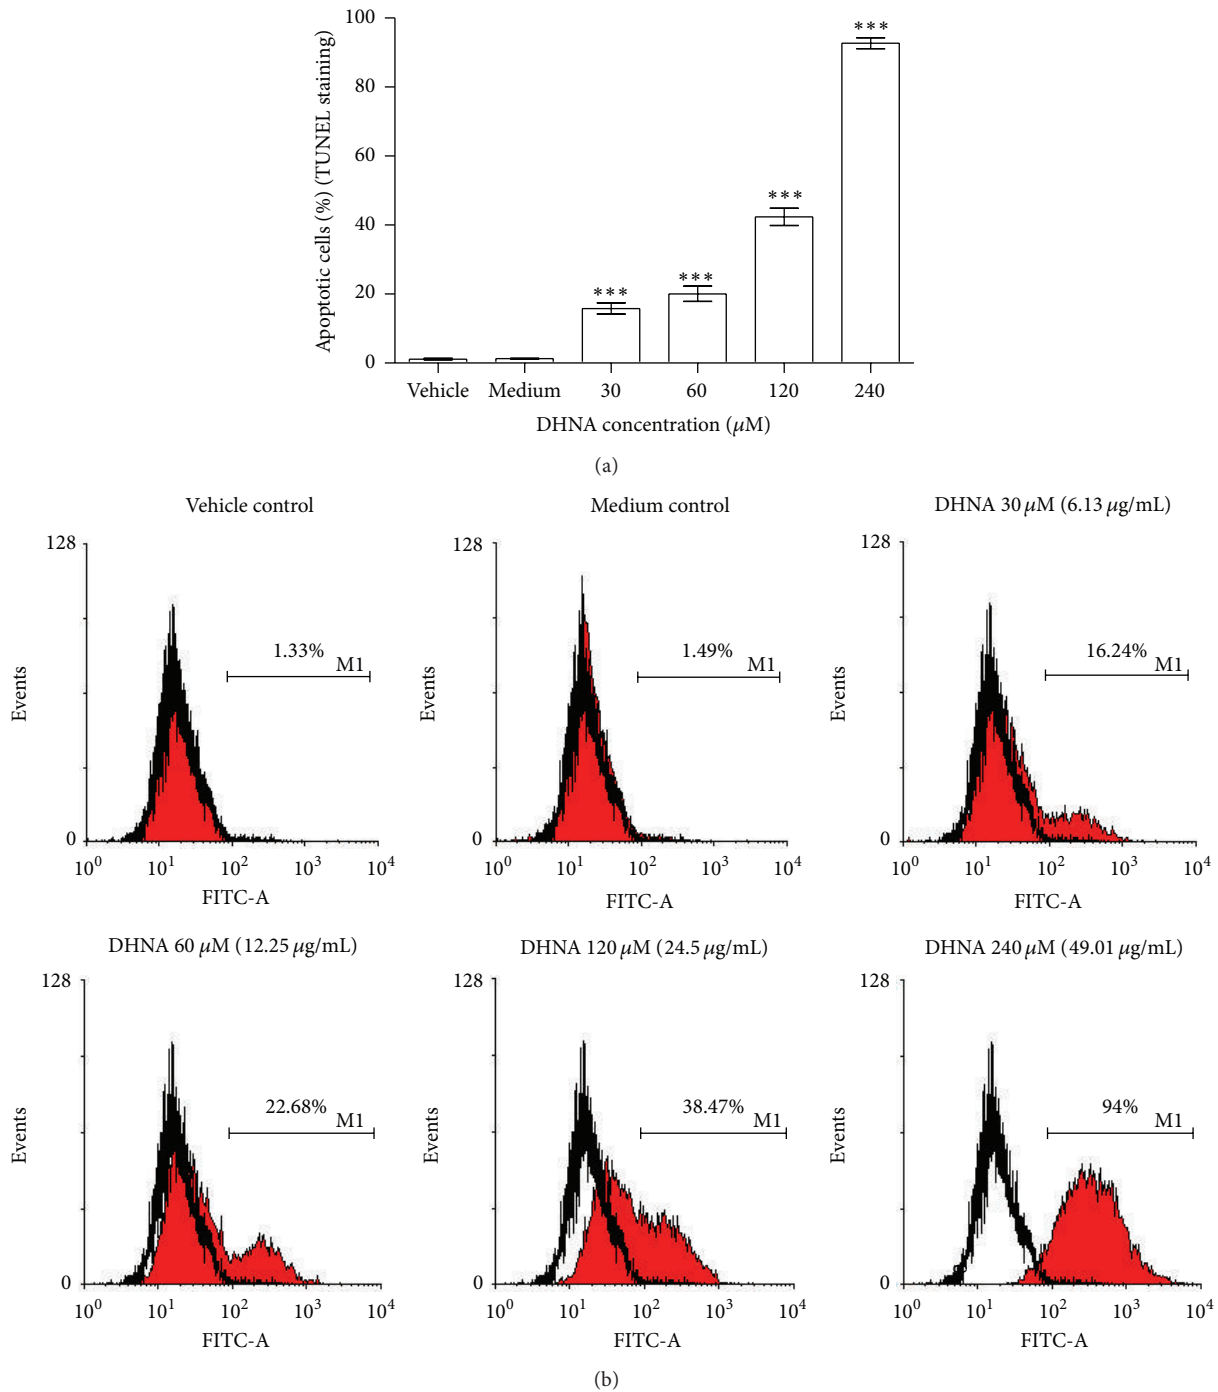 100
80
60
40
20
0
Apoptotic cells (%) (TUNEL staining)
***
***
***
***
Vehicle Medium 30 60 120 240
DHNA concentration (μM)
(a)
Vehicle control
128
0
Events
1.33%
M1
10⁰ 10¹ 10² 10³ 10⁴
FITC-A
Medium control
128
0
Events
1.49%
M1
10⁰ 10¹ 10² 10³ 10⁴
FITC-A
DHNA 30 μM (6.13 μg/mL)
128
0
Events
16.24%
M1
10⁰ 10¹ 10² 10³ 10⁴
FITC-A
DHNA 60 μM (12.25 μg/mL)
128
0
Events
22.68%
M1
10⁰ 10¹ 10² 10³ 10⁴
FITC-A
DHNA 120 μM (24.5 μg/mL)
128
0
Events
38.47%
M1
10⁰ 10¹ 10² 10³ 10⁴
FITC-A
DHNA 240 μM (49.01 μg/mL)
128
0
Events
94%
M1
10⁰ 10¹ 10² 10³ 10⁴
FITC-A
(b)